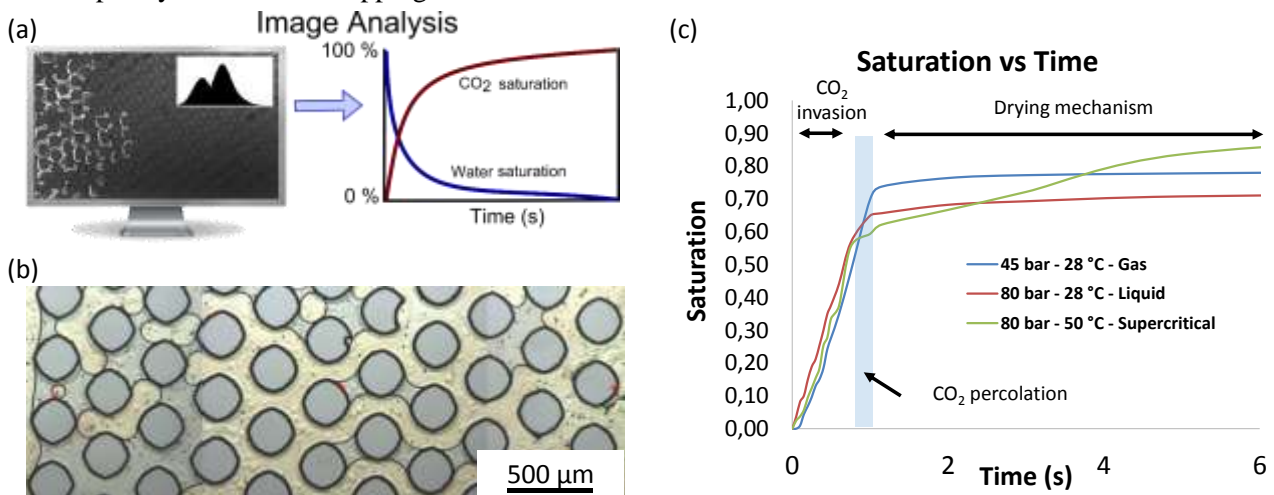 (a)
Image Analysis
100 %
CO2 saturation
Water saturation
0 %
Time (s)
(b)
500 µm
(c)
Saturation vs Time
CO2
invasion
Drying mechanism
1,00
0,90
0,80
0,70
0,60
0,50
0,40
0,30
0,20
0,10
0,00
Saturation
45 bar - 28 °C - Gas
80 bar - 28 °C - Liquid
80 bar - 50 °C - Supercritical
CO2 percolation
0
2
4
6
Time (s)